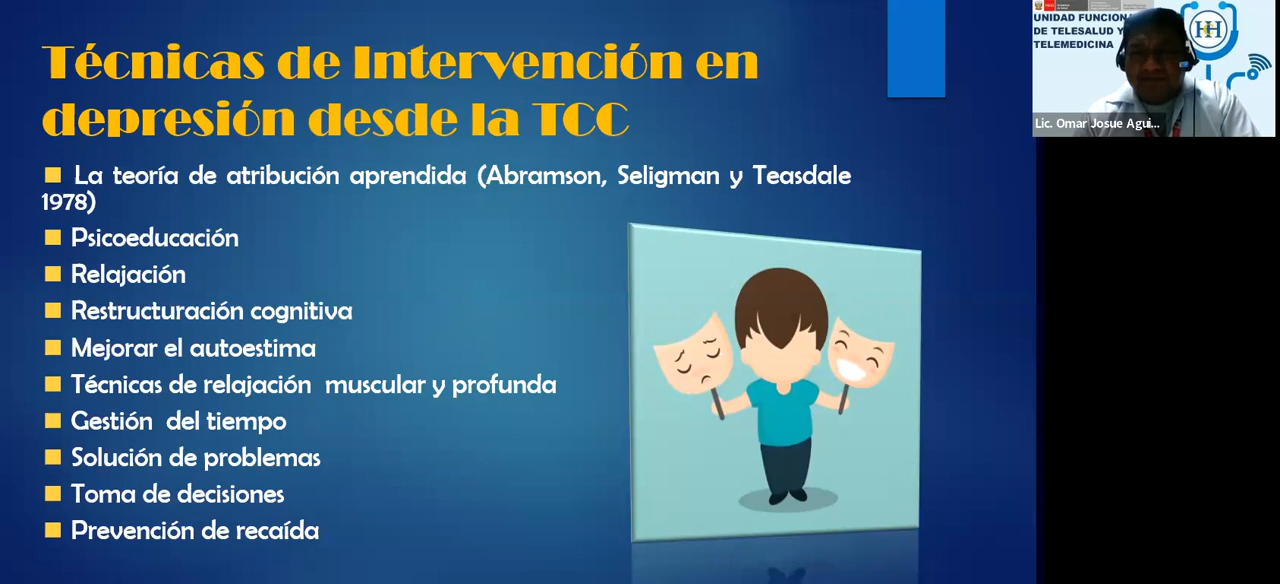 Técnicas de Intervención en
depresión desde la TCC
La teoría de atribución aprendida (Abramson, Seligman y Teasdale
1978)
Psicoeducación
Relajación
Restructuración cognitiva
Mejorar el autoestima
Técnicas de relajación muscular y profunda
Gestión del tiempo
Solución de problemas
Toma de decisiones
Prevención de recaída
UNIDAD FUNCION
DE TELESALUD Y
TELEMEDICINA
HH
Lic. Omar Josue Agui...